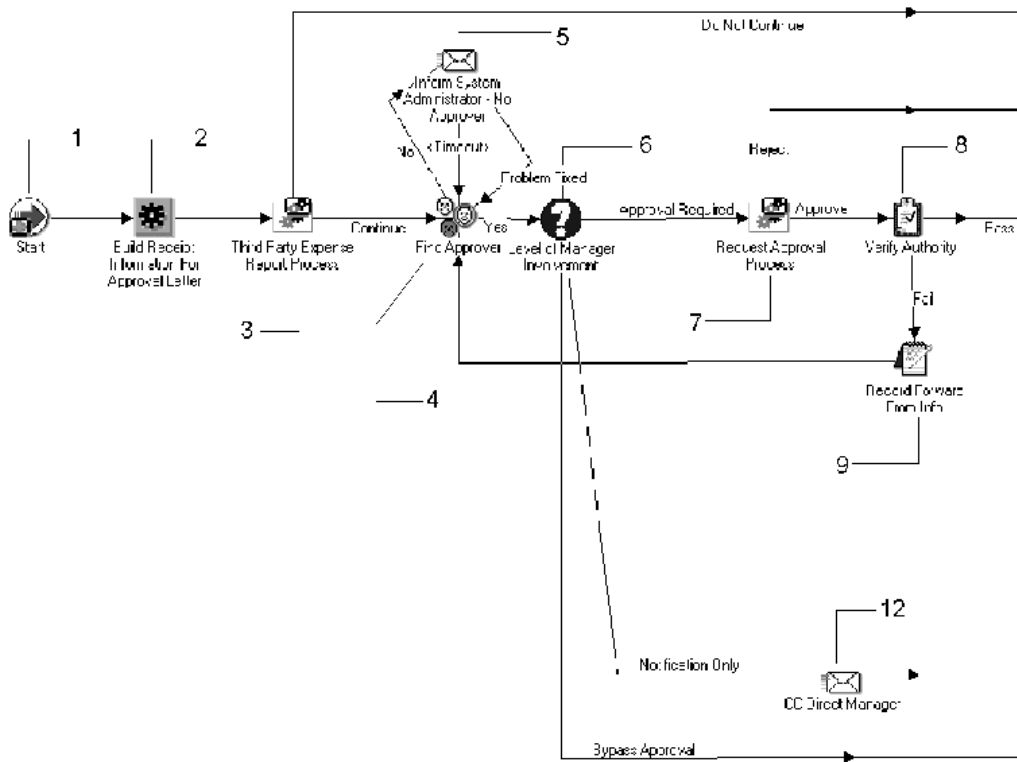 Do Not Continue
5
Inform System
Administrator - No
Approver
1
2
No
<Timeout>
6
Reject
8
Problem Fixed
Start
Build Receipt
Information For
Approval Letter
Third Party Expense
Report Process
Continue
Find Approver
Yes
Level of Manager
Involvement
Approval Required
Request Approval
Process
Approve
Verify Authority
Pass
Fail
3
7
4
Record Forward
From Info
9
12
Notification Only
CC Direct Manager
Bypass Approval